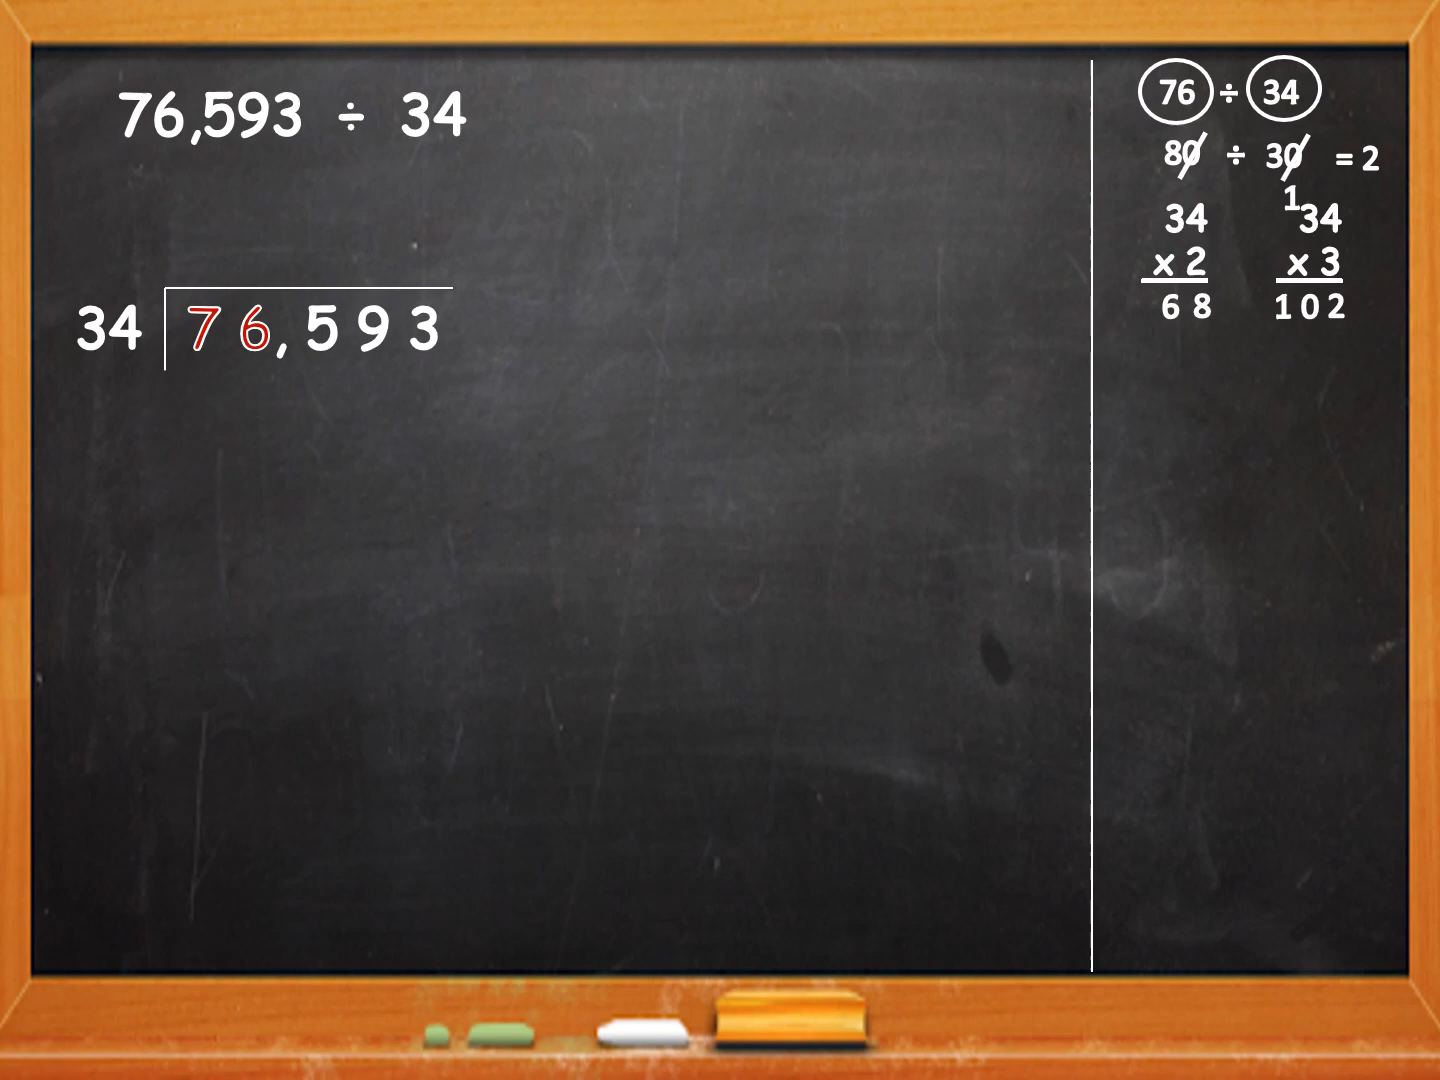 76,593 ÷ 34
34 7 6 , 5 9 3
76 ÷ 34
80 ÷ 30 = 2
1
34 34
x 2 x 3
6 8 1 0 2